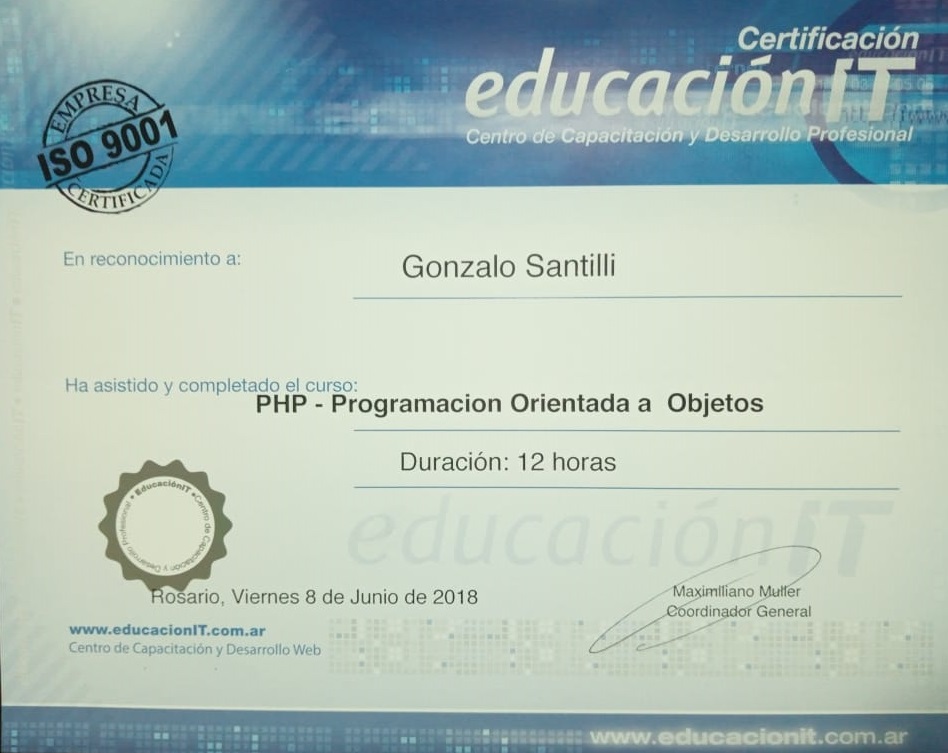 Certificación
educaciónIT
Centro de Capacitación y Desarrollo Profesional
EMPRESA
ISO 9001
CERTIFICADA
En reconocimiento a:
Gonzalo Santilli
Ha asistido y completado el curso:
PHP - Programacion Orientada a Objetos
Duración: 12 horas
educaciónIT
EducaciónIT • Centro de Capacitación y Desarrollo Profesional •
Rosario, Viernes 8 de Junio de 2018
Maximiliano Muller
Coordinador General
www.educacionIT.com.ar
Centro de Capacitación y Desarrollo Web
www.educacionit.com.ar